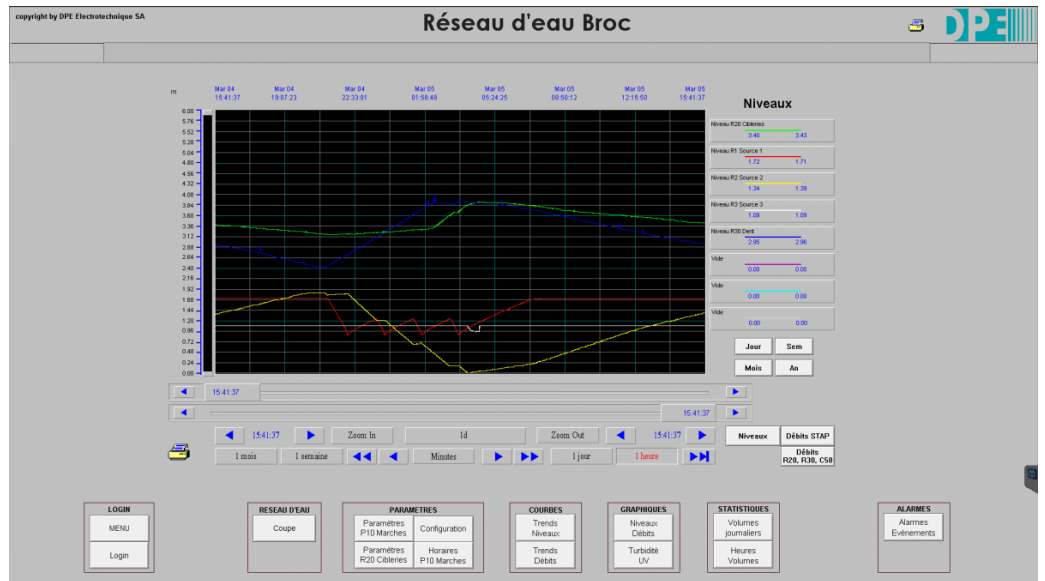 copyright by DPE Electrotechnique SA
Réseau d'eau Broc
DPE
m
Mar 04 Mar 04 Mar 04 Mar 05 Mar 05 Mar 05 Mar 05 Mar 05
15:41:37 19:07:23 22:33:01 01:58:48 05:24:25 08:50:12 12:15:50 15:41:37
6.00
5.76
5.52
5.28
5.04
4.80
4.56
4.32
4.08
3.84
3.60
3.36
3.12
2.88
2.64
2.40
2.16
1.92
1.68
1.44
1.20
0.96
0.72
0.48
0.24
0.00
Niveaux
Niveau R20 Cibleries
3.40 3.43
Niveau R1 Source 1
1.72 1.71
Niveau R2 Source 2
1.34 1.39
Niveau R3 Source 3
1.09 1.09
Niveau R30 Dent
2.95 2.96
Vide
0.00 0.00
Vide
0.00 0.00
Vide
0.00 0.00
Jour Sem
Mois An
15:41:37
15:41:37
15:41:37 Zoom In 1d Zoom Out 15:41:37
1 mois 1 semaine Minutes 1 jour 1 heure
Niveaux Débits STAP
Débits
R20, R30, C50
LOGIN
MENU
Login
RESEAU D'EAU
Coupe
PARAMETRES
Paramètres
P10 Marches
Configuration
Paramètres
R20 Cibleries
Horaires
P10 Marches
COURBES
Trends
Niveaux
Trends
Débits
GRAPHIQUES
Niveaux
Débits
Turbidité
UV
STATISTIQUES
Volumes
journaliers
Heures
Volumes
ALARMES
Alarmes
Evénements